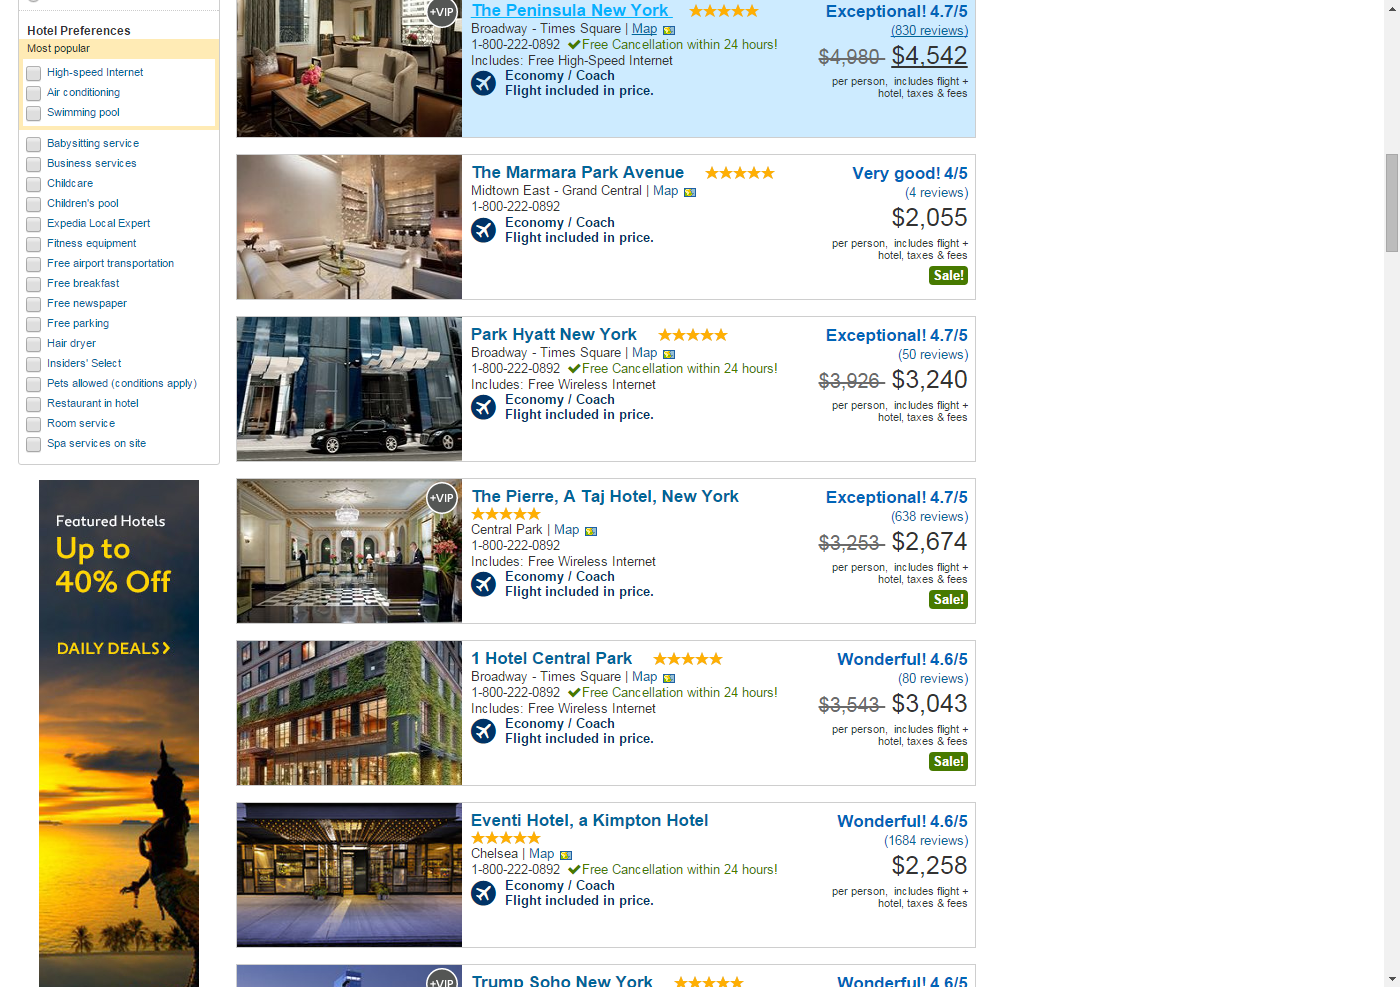 Hotel Preferences
Most popular
High-speed Internet
Air conditioning
Swimming pool
Babysitting service
Business services
Childcare
Children's pool
Expedia Local Expert
Fitness equipment
Free airport transportation
Free breakfast
Free newspaper
Free parking
Hair dryer
Insiders' Select
Pets allowed (conditions apply)
Restaurant in hotel
Room service
Spa services on site
Featured Hotels
Up to
40% Off
DAILY DEALS
+VIP
The Peninsula New York
Broadway - Times Square | Map
1-800-222-0892 Free Cancellation within 24 hours!
Includes: Free High-Speed Internet
Economy / Coach
Flight included in price.
Exceptional! 4.7/5
(830 reviews)
$4,980 $4,542
per person, includes flight +
hotel, taxes & fees
The Marmara Park Avenue
Midtown East - Grand Central | Map
1-800-222-0892
Economy / Coach
Flight included in price.
Very good! 4/5
(4 reviews)
$2,055
per person, includes flight +
hotel, taxes & fees
Sale!
Park Hyatt New York
Broadway - Times Square | Map
1-800-222-0892 Free Cancellation within 24 hours!
Includes: Free Wireless Internet
Economy / Coach
Flight included in price.
Exceptional! 4.7/5
(50 reviews)
$3,926 $3,240
per person, includes flight +
hotel, taxes & fees
+VIP
The Pierre, A Taj Hotel, New York
Central Park | Map
1-800-222-0892
Includes: Free Wireless Internet
Economy / Coach
Flight included in price.
Exceptional! 4.7/5
(638 reviews)
$3,253 $2,674
per person, includes flight +
hotel, taxes & fees
Sale!
1 Hotel Central Park
Broadway - Times Square | Map
1-800-222-0892 Free Cancellation within 24 hours!
Includes: Free Wireless Internet
Economy / Coach
Flight included in price.
Wonderful! 4.6/5
(80 reviews)
$3,543 $3,043
per person, includes flight +
hotel, taxes & fees
Sale!
Eventi Hotel, a Kimpton Hotel
Chelsea | Map
1-800-222-0892 Free Cancellation within 24 hours!
Economy / Coach
Flight included in price.
Wonderful! 4.6/5
(1684 reviews)
$2,258
per person, includes flight +
hotel, taxes & fees
+VIP
Trump Soho New York
Wonderful! 4.6/5